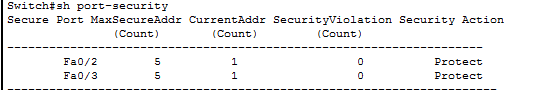 Switch#sh port-security
Secure Port MaxSecureAddr CurrentAddr SecurityViolation Security Action
(Count) (Count) (Count)
--------------------------------------------------------------------
Fa0/2 5 1 0 Protect
Fa0/3 5 1 0 Protect
----------------------------------------------------------------------